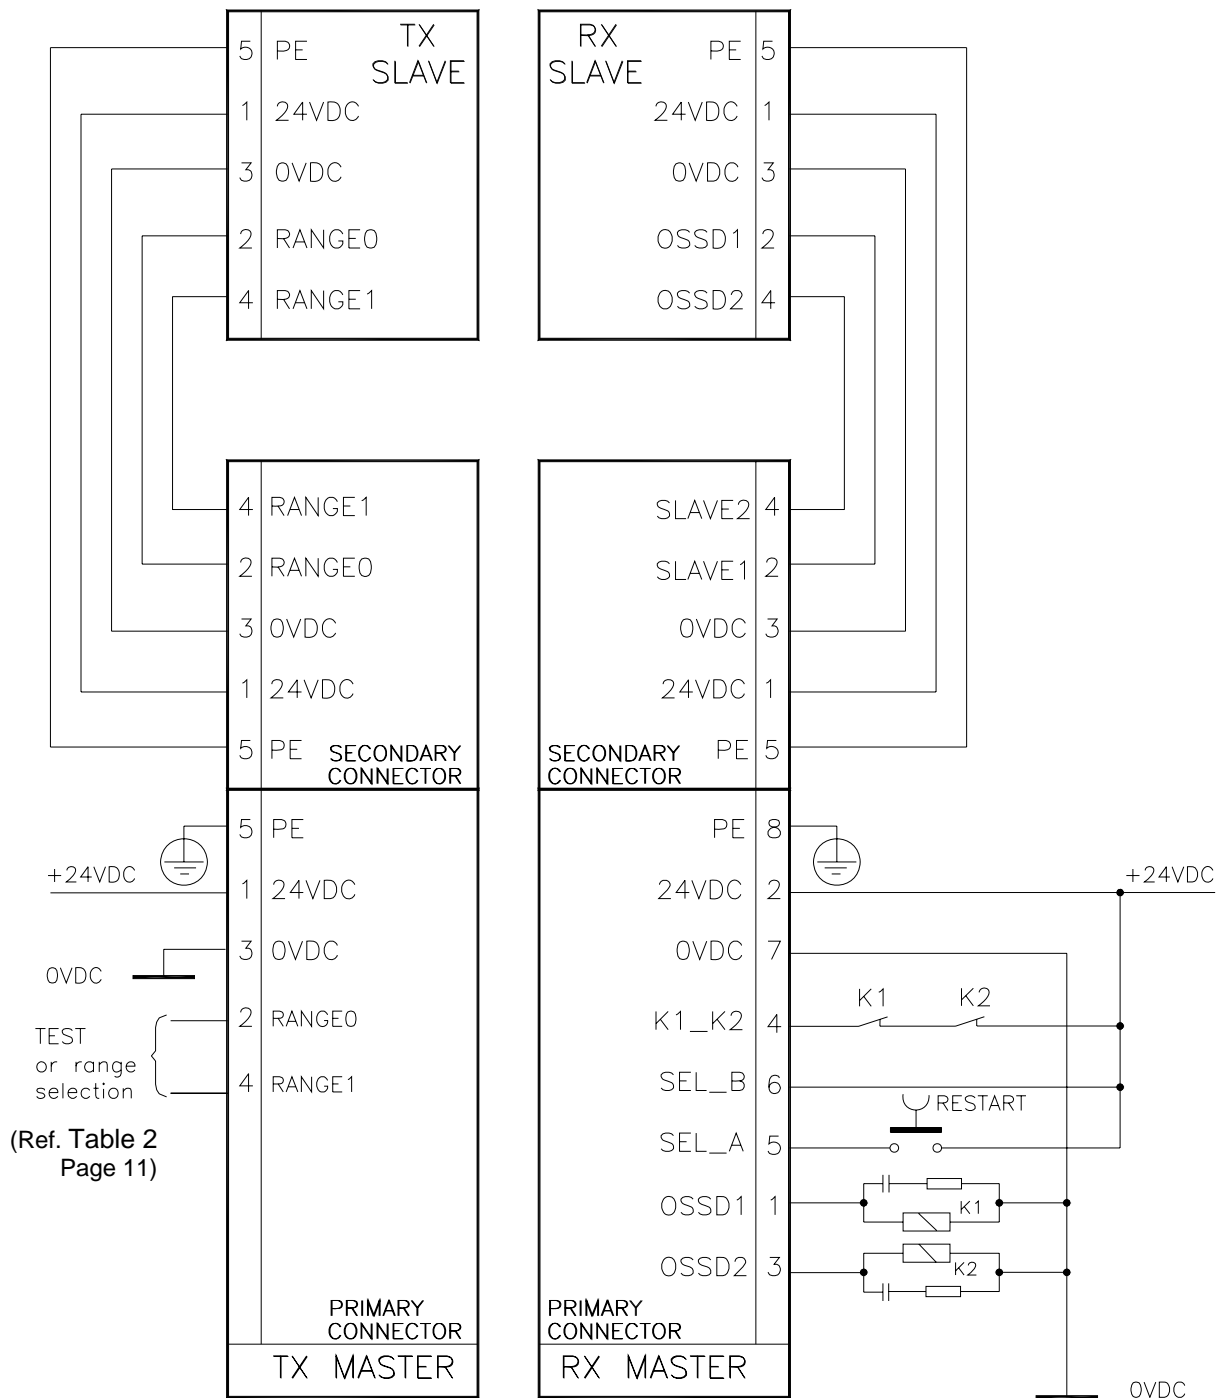 TX
SLAVE
5 PE
1 24VDC
3 0VDC
2 RANGE0
4 RANGE1
RX
SLAVE
PE 5
24VDC 1
0VDC 3
OSSD1 2
OSSD2 4
4 RANGE1
2 RANGE0
3 0VDC
1 24VDC
5 PE
SECONDARY
CONNECTOR
SLAVE2 4
SLAVE1 2
0VDC 3
24VDC 1
PE 5
SECONDARY
CONNECTOR
5 PE
+24VDC
1 24VDC
3 0VDC
0VDC
2 RANGE0
4 RANGE1
TEST
or range
selection
(Ref. Table 2
Page 11)
PRIMARY
CONNECTOR
TX MASTER
PE 8
24VDC 2
+24VDC
0VDC 7
K1 K2
K1_K2 4
SEL_B 6
RESTART
SEL_A 5
OSSD1 1
K1
OSSD2 3
K2
PRIMARY
CONNECTOR
RX MASTER
0VDC